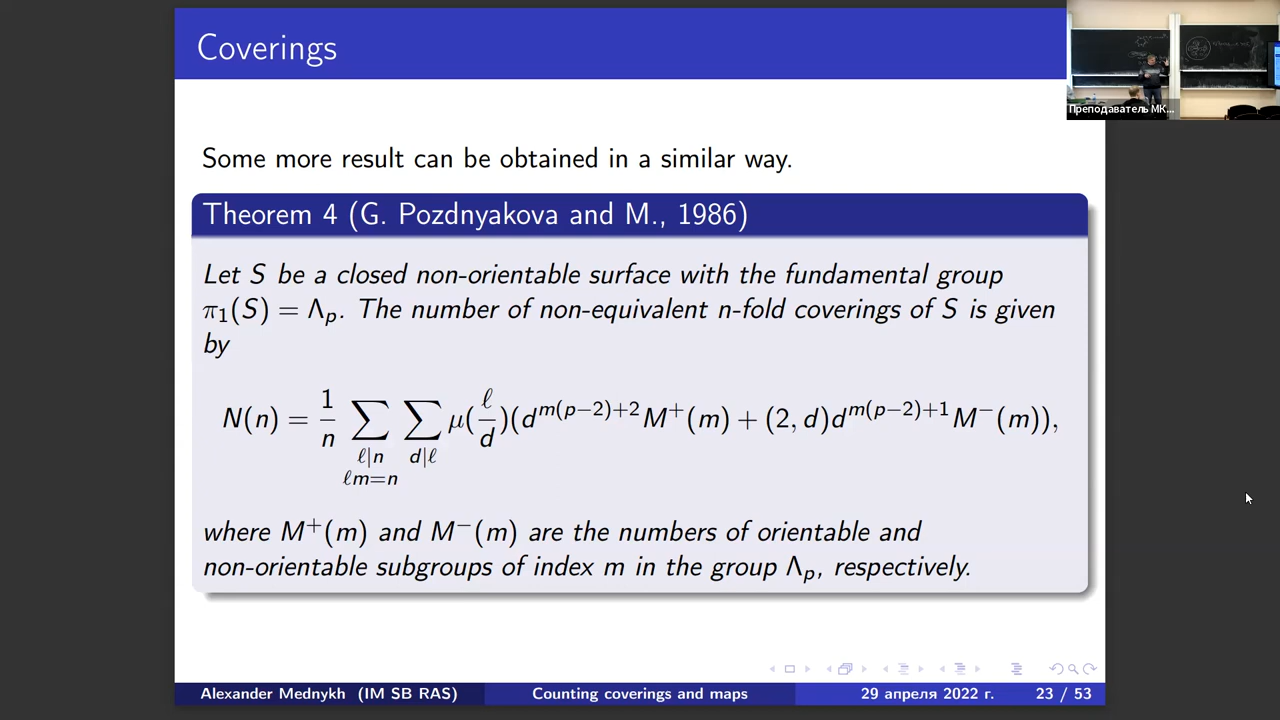 Coverings
Преподаватель МК...
Some more result can be obtained in a similar way.
Theorem 4 (G. Pozdnyakova and M., 1986)
Let S be a closed non-orientable surface with the fundamental group
π₁(S) = Λₚ. The number of non-equivalent n-fold coverings of S is given
by
N(n) = 1/n ∑_{ℓ|n, ℓm=n} ∑_{d|ℓ} μ(ℓ/d)(d^{m(p−2)+2} M⁺(m) + (2, d)d^{m(p−2)+1} M⁻(m)),
where M⁺(m) and M⁻(m) are the numbers of orientable and
non-orientable subgroups of index m in the group Λₚ, respectively.
Alexander Mednykh (IM SB RAS) Counting coverings and maps 29 апреля 2022 г. 23 / 53